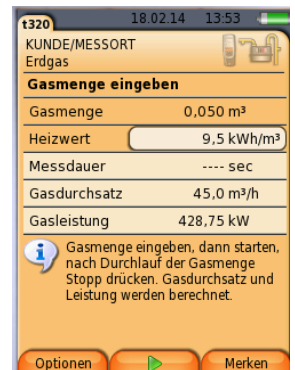 t320 18.02.14 13:53
KUNDE/MESSORT
Erdgas
Gasmenge eingeben
Gasmenge 0,050 m³
Heizwert 9,5 kWh/m³
Messdauer ---- sec
Gasdurchsatz 45,0 m³/h
Gasleistung 428,75 kW
Gasmenge eingeben, dann starten,
nach Durchlauf der Gasmenge
Stopp drücken. Gasdurchsatz und
Leistung werden berechnet.
Optionen Merken